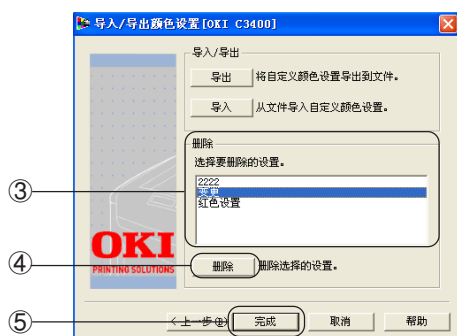 导入/导出颜色设置[OKI C3400]
导入/导出
导出 将自定义颜色设置导出到文件。
导入 从文件导入自定义颜色设置。
删除
选择要删除的设置。
③
2222
变更
红色设置
OKI
PRINTING SOLUTIONS
④ 删除 删除选择的设置。
⑤ <上一步(B) 完成 取消 帮助